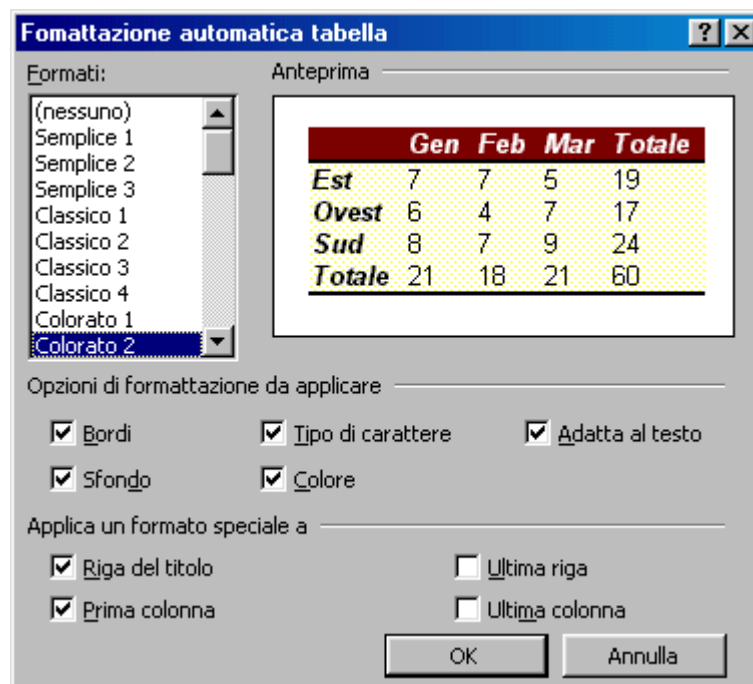 Fomattazione automatica tabella
Formati:
Anteprima
(nessuno)
Semplice 1
Semplice 2
Semplice 3
Classico 1
Classico 2
Classico 3
Classico 4
Colorato 1
Colorato 2
Gen Feb Mar Totale
Est 7 7 5 19
Ovest 6 4 7 17
Sud 8 7 9 24
Totale 21 18 21 60
Opzioni di formattazione da applicare
Bordi Tipo di carattere Adatta al testo
Sfondo Colore
Applica un formato speciale a
Riga del titolo Ultima riga
Prima colonna Ultima colonna
OK Annulla